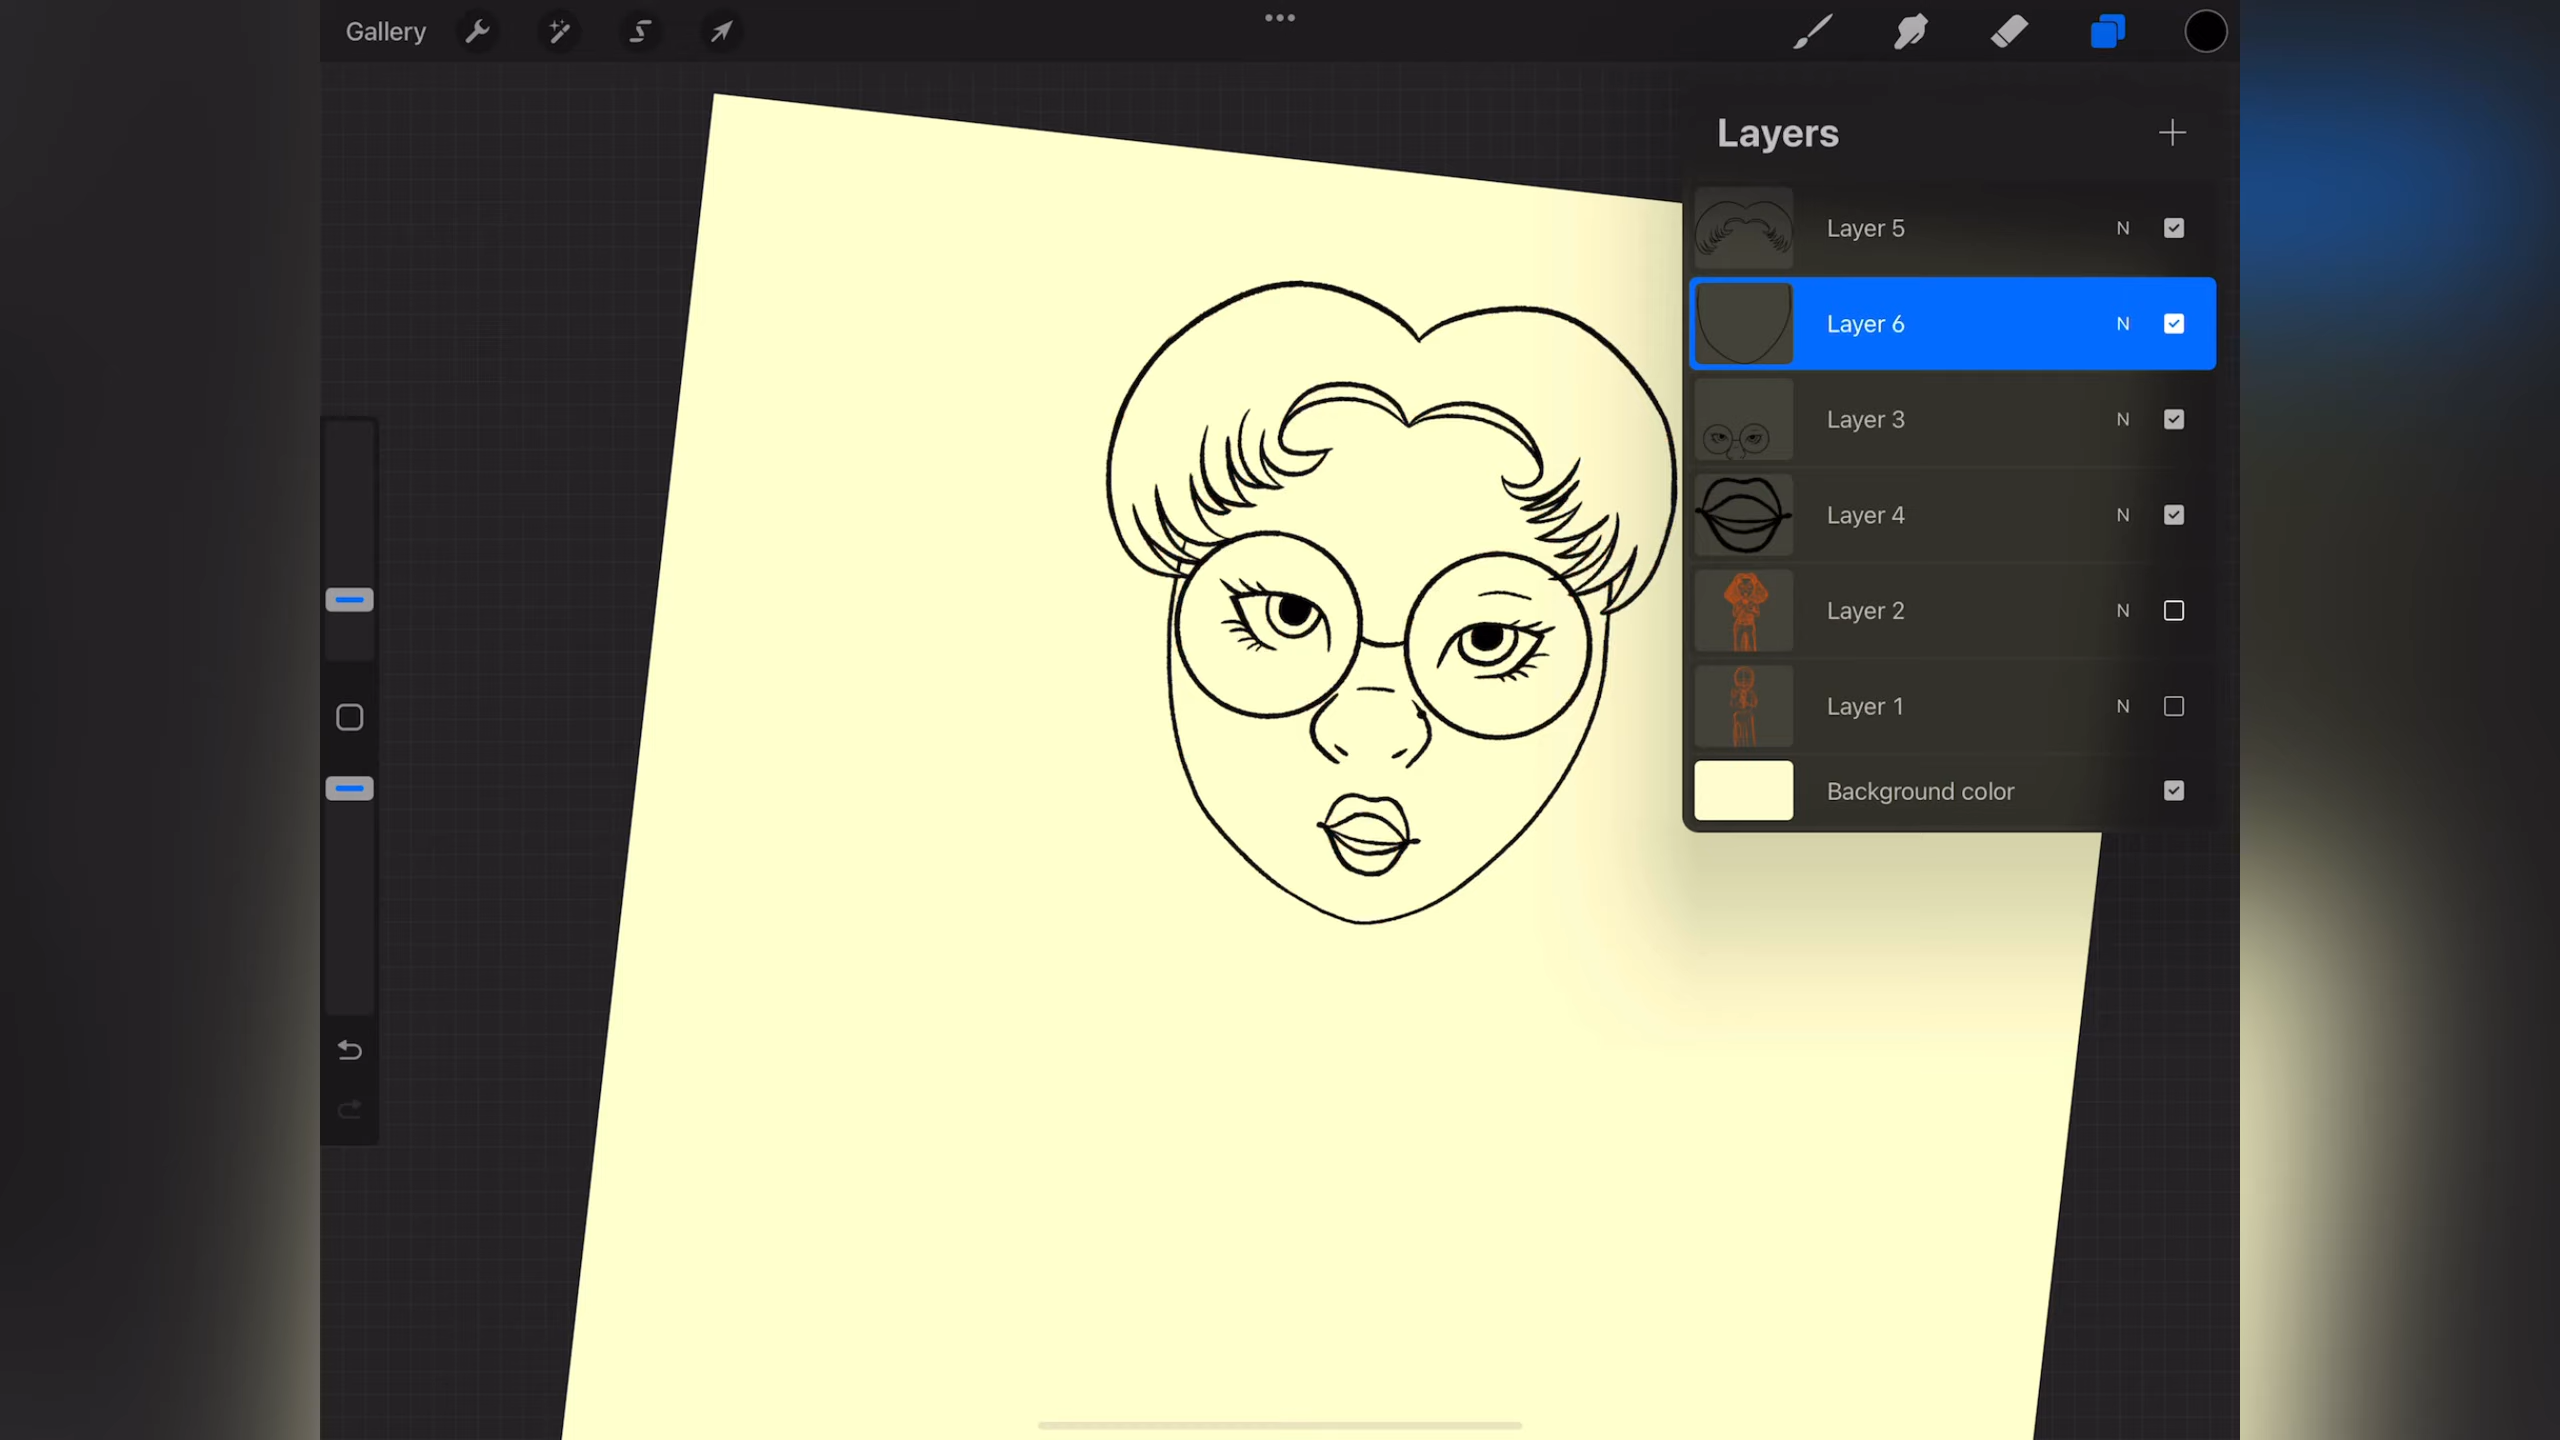 Gallery
Layers
Layer 5 N
Layer 6 N
Layer 3 N
Layer 4 N
Layer 2 N
Layer 1 N
Background color